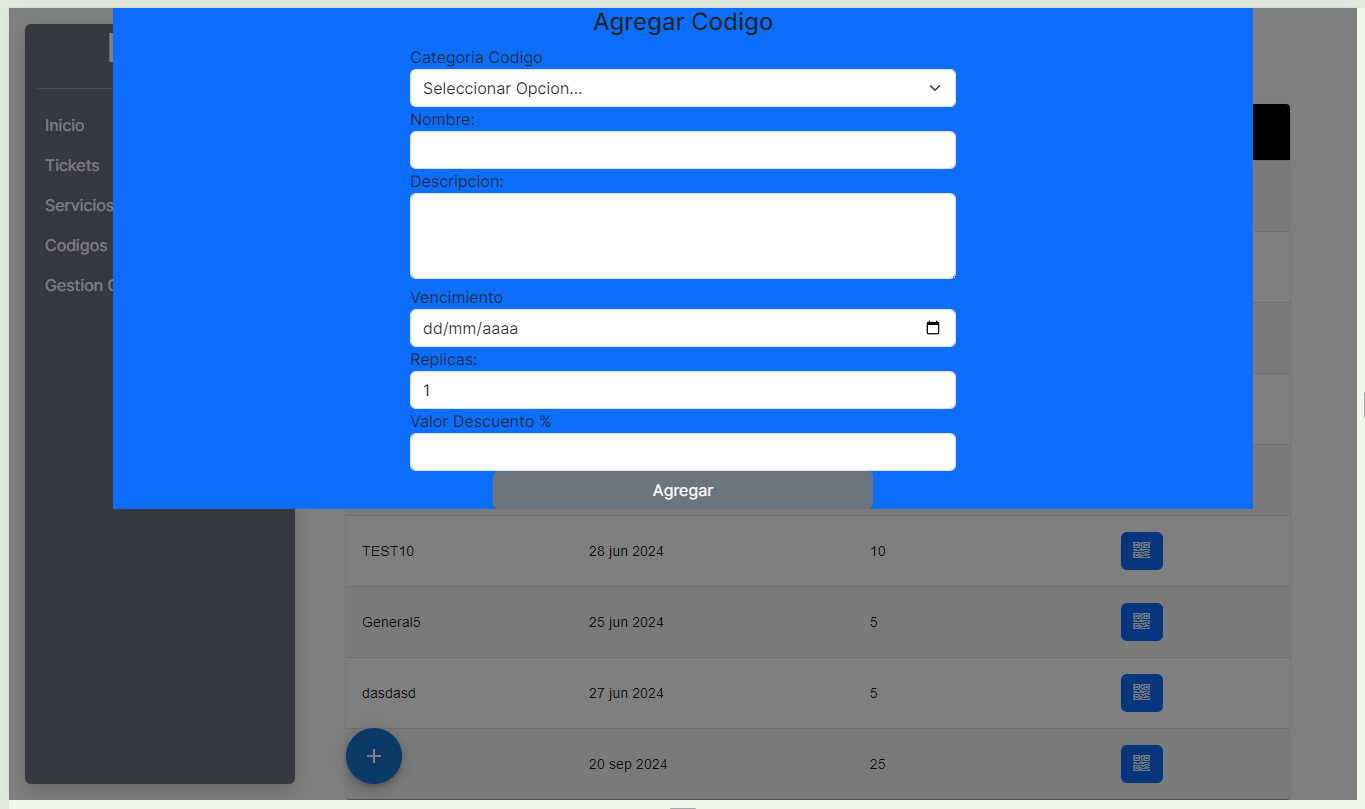 Agregar Codigo
Categoria Codigo
Seleccionar Opcion...
Nombre:
Descripcion:
Vencimiento
dd/mm/aaaa
Replicas:
1
Valor Descuento %
Agregar
Inicio
Tickets
Servicios
Codigos
Gestion
TEST10 28 jun 2024 10
General5 25 jun 2024 5
dasdasd 27 jun 2024 5
+
20 sep 2024 25